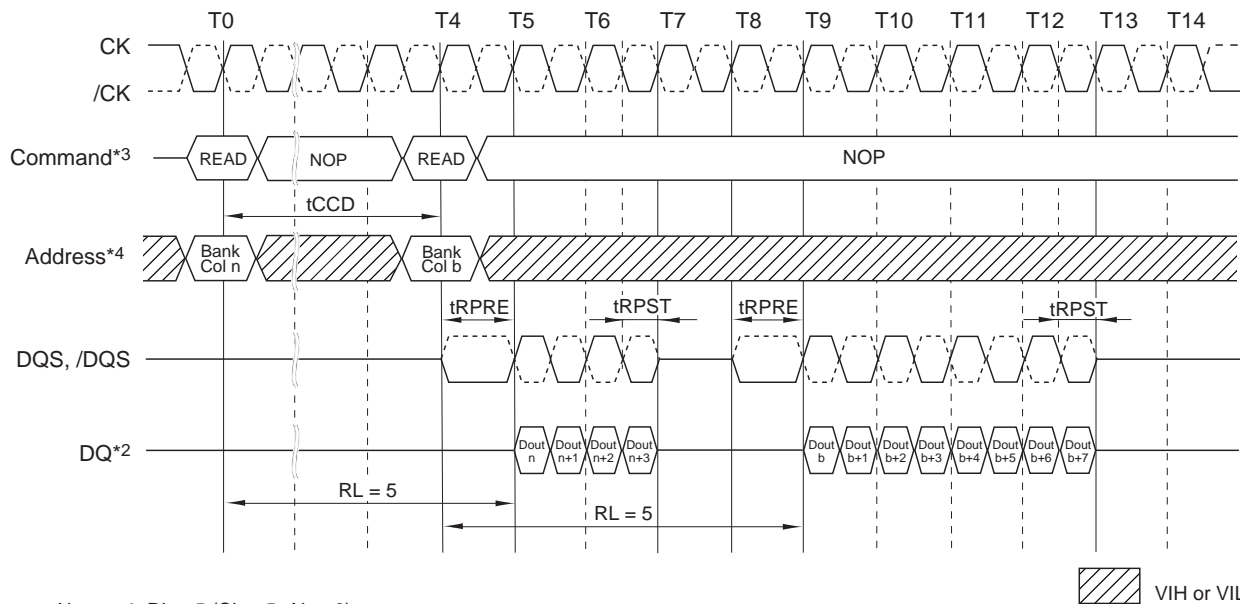 T0 T4 T5 T6 T7 T8 T9 T10 T11 T12 T13 T14
CK
/CK
Command*3 READ NOP READ NOP
tCCD
Address*4 Bank Col n Bank Col b
tRPRE tRPST tRPRE tRPST
DQS, /DQS
DQ*2 Dout n Dout n+1 Dout n+2 Dout n+3 Dout b Dout b+1 Dout b+2 Dout b+3 Dout b+4 Dout b+5 Dout b+6 Dout b+7
RL = 5
RL = 5
VIH or VIL